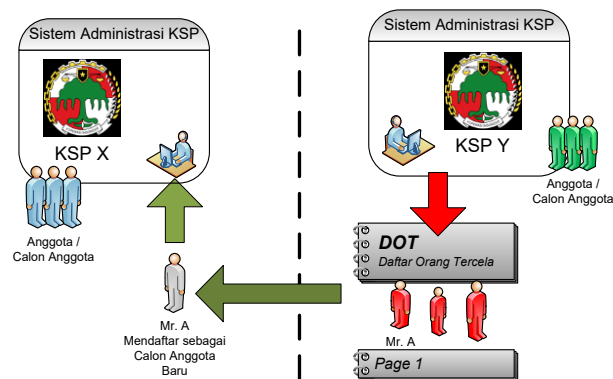 Sistem Administrasi KSP
KSP X
Anggota /
Calon Anggota
Mr. A
Mendaftar sebagai
Calon Anggota
Baru
Sistem Administrasi KSP
KSP Y
Anggota /
Calon Anggota
DOT
Daftar Orang Tercela
Mr. A
Page 1